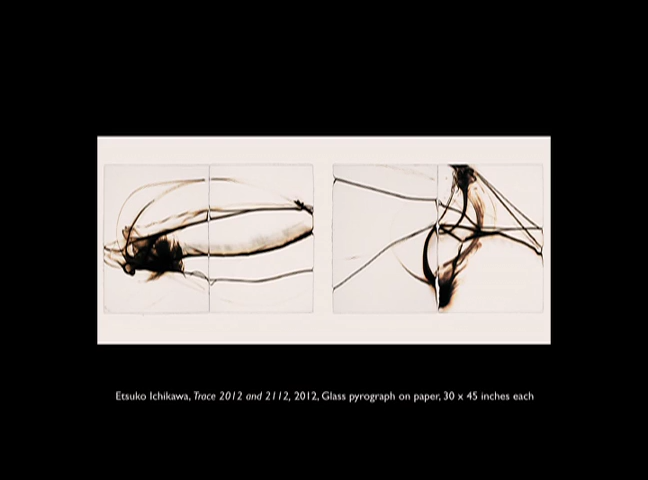 Etsuko Ichikawa, Trace 2012 and 2112, 2012, Glass pyrograph on paper, 30 x 45 inches each